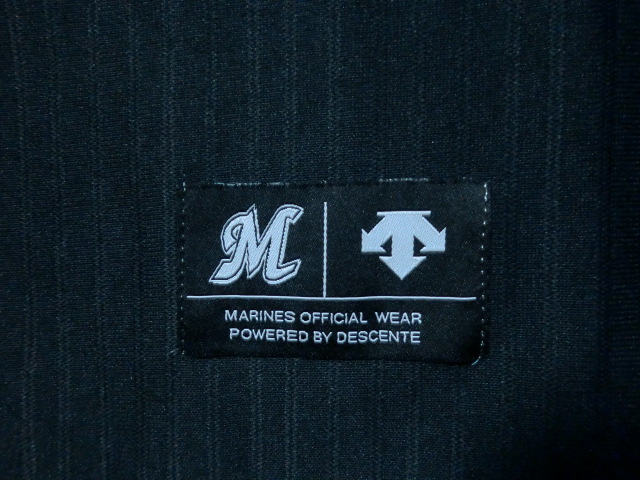 M
MARINES OFFICIAL WEAR
POWERED BY DESCENTE